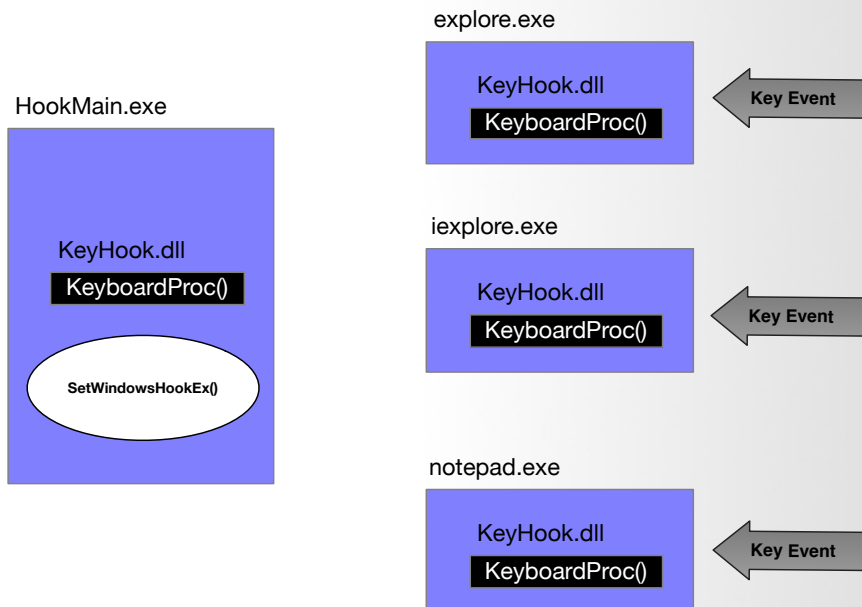 HookMain.exe
KeyHook.dll
KeyboardProc()
SetWindowsHookEx()
explore.exe
KeyHook.dll
KeyboardProc()
Key Event
iexplore.exe
KeyHook.dll
KeyboardProc()
Key Event
notepad.exe
KeyHook.dll
KeyboardProc()
Key Event